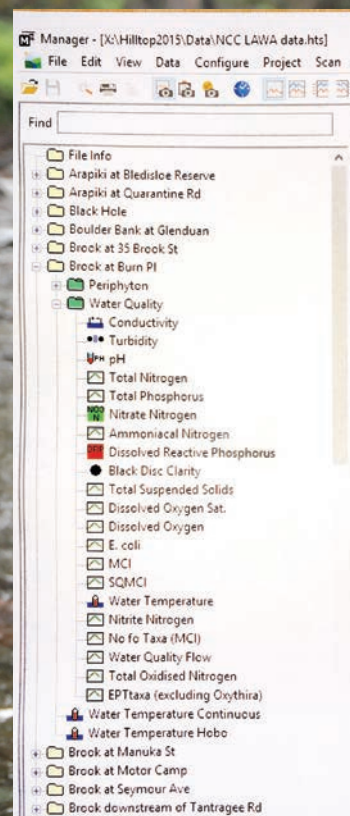 Manager - [X:\Hilltop2015\Data\NCC LAWA data.hts]
File Edit View Data Configure Project Scan
Find
File Info
Arapiki at Bledisloe Reserve
Arapiki at Quarantine Rd
Black Hole
Boulder Bank at Glenduan
Brook at 35 Brook St
Brook at Burn Pl
Periphyton
Water Quality
Conductivity
Turbidity
pH
Total Nitrogen
Total Phosphorus
Nitrate Nitrogen
Ammoniacal Nitrogen
Dissolved Reactive Phosphorus
Black Disc Clarity
Total Suspended Solids
Dissolved Oxygen Sat.
Dissolved Oxygen
E. coli
MCI
SQMCI
Water Temperature
Nitrite Nitrogen
No fo Taxa (MCI)
Water Quality Flow
Total Oxidised Nitrogen
EPTtaxa (excluding Oxythira)
Water Temperature Continuous
Water Temperature Hobo
Brook at Manuka St
Brook at Motor Camp
Brook at Seymour Ave
Brook downstream of Tantragee Rd